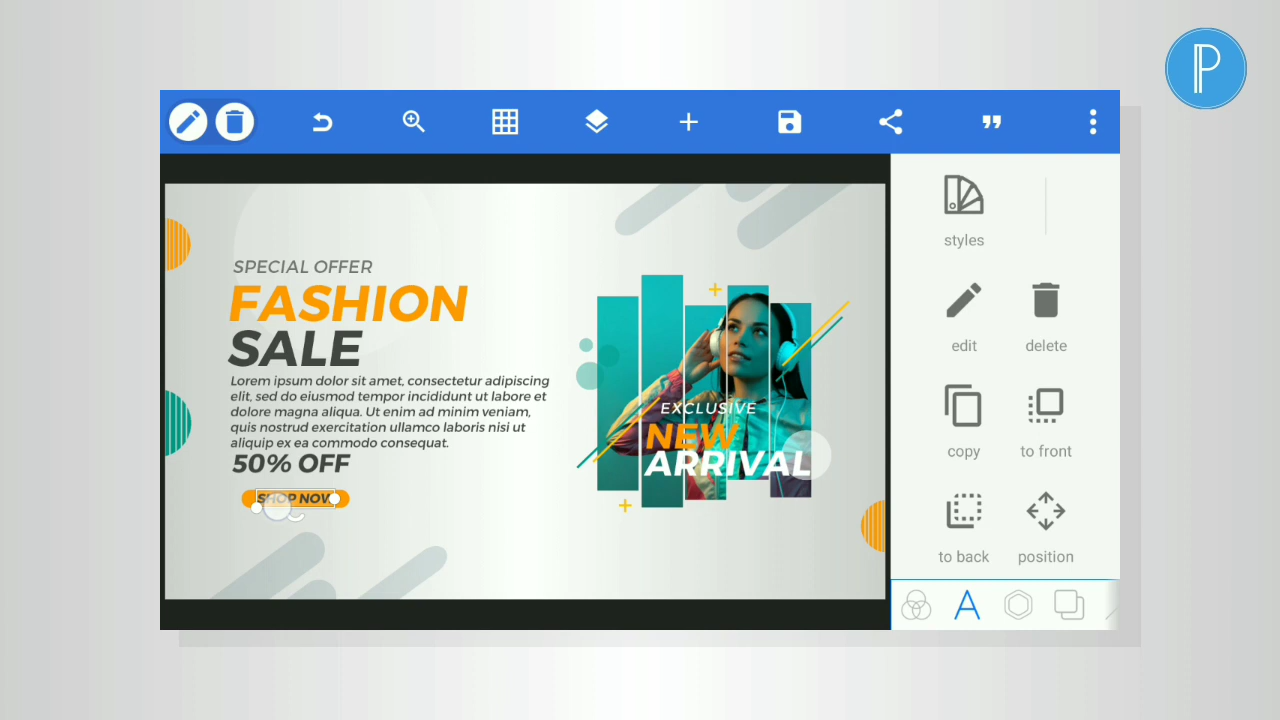 SPECIAL OFFER
FASHION
SALE
Lorem ipsum dolor sit amet, consectetur adipiscing
elit, sed do eiusmod tempor incididunt ut labore et
dolore magna aliqua. Ut enim ad minim veniam,
quis nostrud exercitation ullamco laboris nisi ut
aliquip ex ea commodo consequat.
50% OFF
SHOP NOW
EXCLUSIVE
NEW
ARRIVAL
styles
edit
delete
copy
to front
to back
position